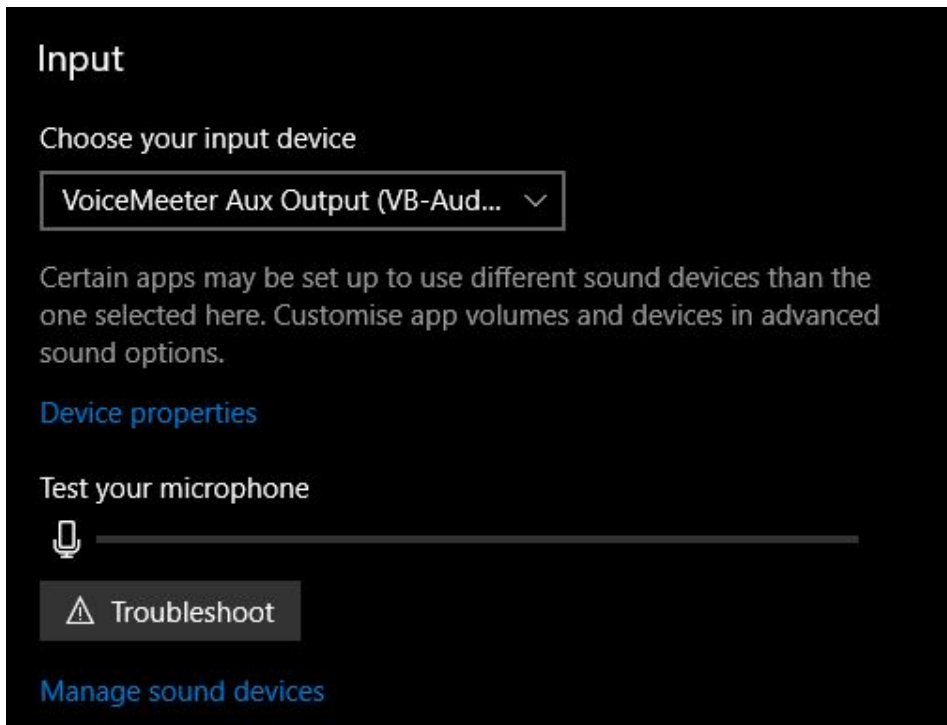 Input
Choose your input device
VoiceMeeter Aux Output (VB-Aud...
Certain apps may be set up to use different sound devices than the
one selected here. Customise app volumes and devices in advanced
sound options.
Device properties
Test your microphone
Troubleshoot
Manage sound devices